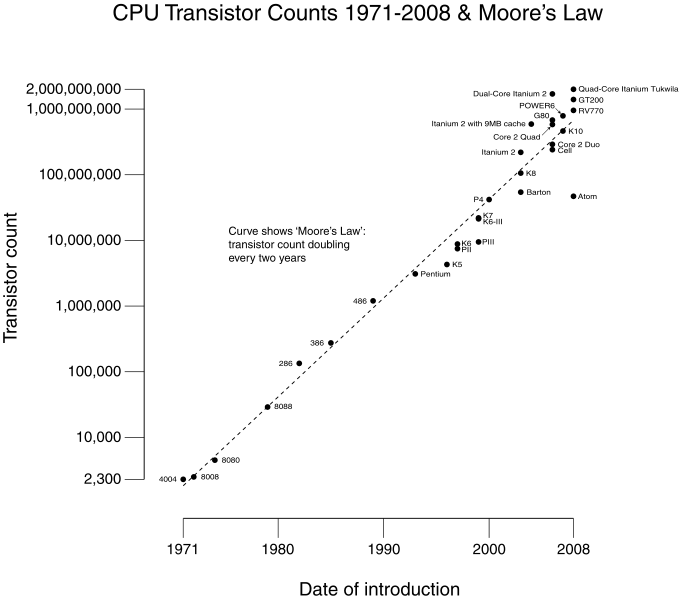 CPU Transistor Counts 1971-2008 & Moore's Law
2,000,000,000
1,000,000,000
100,000,000
10,000,000
1,000,000
100,000
10,000
2,300
Transistor count
Curve shows 'Moore's Law':
transistor count doubling
every two years
Quad-Core Itanium Tukwila
Dual-Core Itanium 2
GT200
POWER6
RV770
G80
Itanium 2 with 9MB cache
K10
Core 2 Quad
Core 2 Duo
Cell
Itanium 2
K8
Barton
Atom
P4
K7
K6-III
K6
PIII
PII
K5
Pentium
486
386
286
8088
8080
8008
4004
1971
1980
1990
2000
2008
Date of introduction